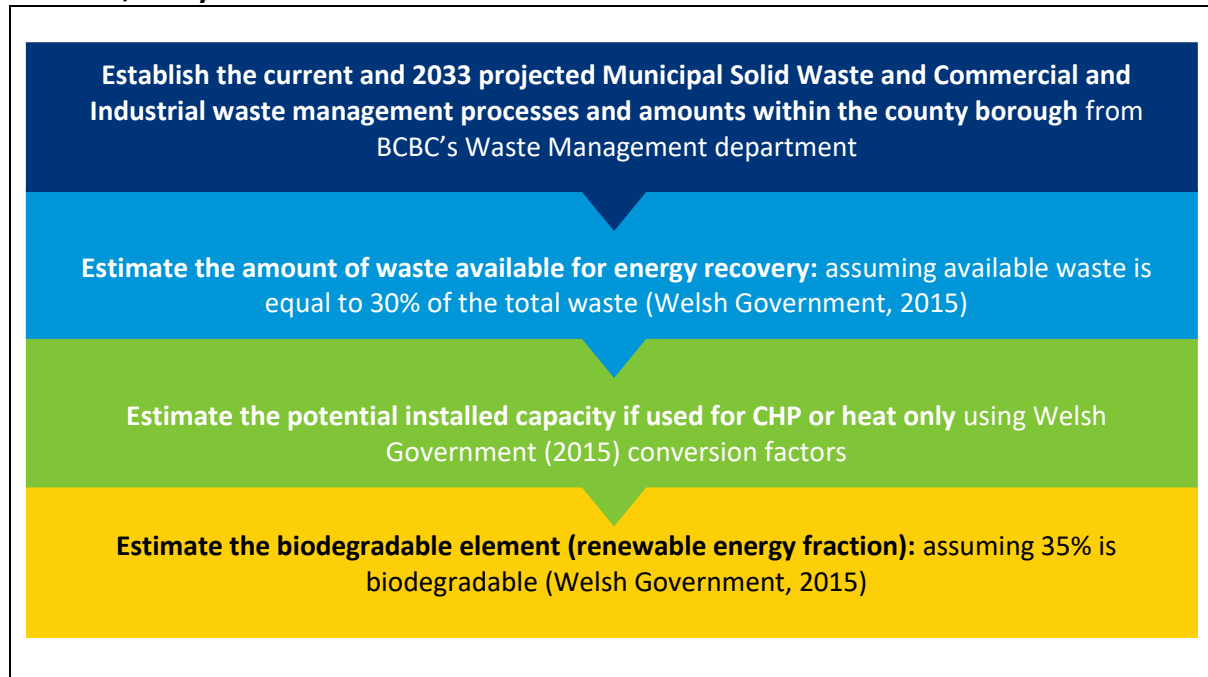 Establish the current and 2033 projected Municipal Solid Waste and Commercial and
Industrial waste management processes and amounts within the county borough from
BCBC’s Waste Management department
Estimate the amount of waste available for energy recovery: assuming available waste is
equal to 30% of the total waste (Welsh Government, 2015)
Estimate the potential installed capacity if used for CHP or heat only using Welsh
Government (2015) conversion factors
Estimate the biodegradable element (renewable energy fraction): assuming 35% is
biodegradable (Welsh Government, 2015)